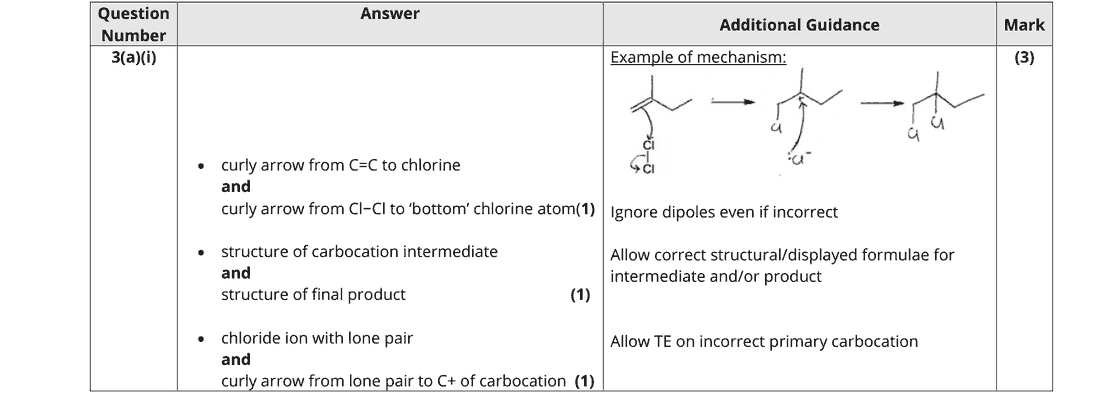 Question Number
Answer
Additional Guidance
Mark
3(a)(i)
Example of mechanism:
(3)
Cl
Cl
Cl
:Cl⁻
Cl
Cl
• curly arrow from C=C to chlorine
and
curly arrow from Cl–Cl to ‘bottom’ chlorine atom(1)
Ignore dipoles even if incorrect
• structure of carbocation intermediate
and
structure of final product (1)
Allow correct structural/displayed formulae for
intermediate and/or product
• chloride ion with lone pair
and
curly arrow from lone pair to C+ of carbocation (1)
Allow TE on incorrect primary carbocation